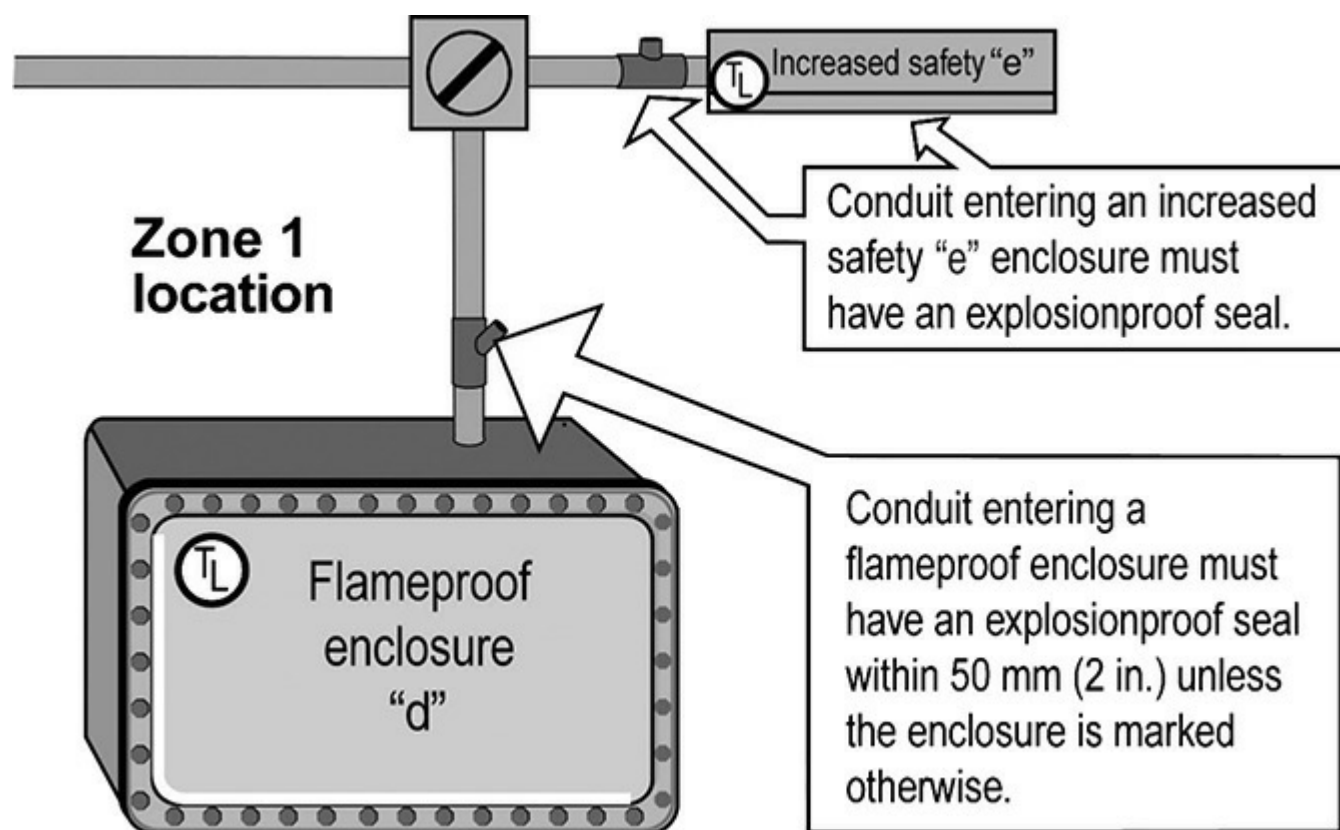 Increased safety “e”
TL
Conduit entering an increased
safety “e” enclosure must
have an explosionproof seal.
Zone 1
location
TL
Flameproof
enclosure
“d”
Conduit entering a
flameproof enclosure must
have an explosionproof seal
within 50 mm (2 in.) unless
the enclosure is marked
otherwise.